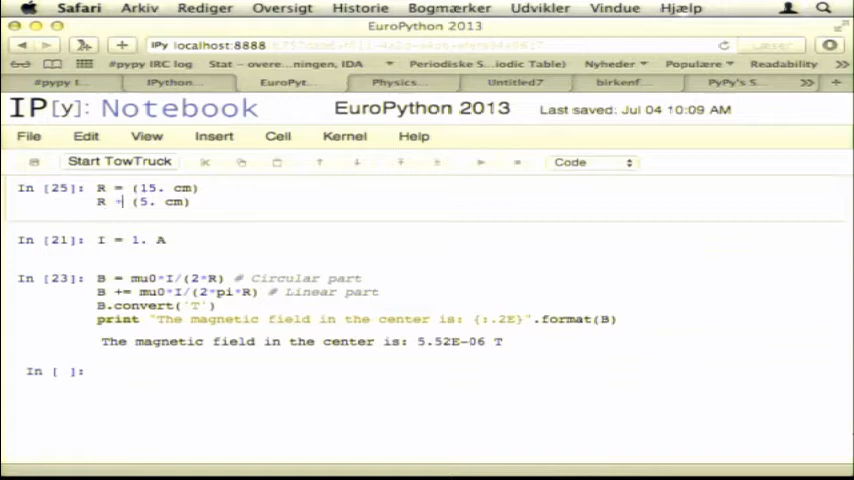 Safari Arkiv Rediger Oversigt Historie Bogmærker Udvikler Vindue Hjælp
EuroPython 2013
IPy localhost:8888
#pypy IRC log Stat – overe... ...ningen, IDA Periodiske S...iodic Table) Nyheder Populære Readability
#pypy I... IPython... EuroPyt... Physics... Untitled7 birkenf... PyPy's S...
IP[y]: Notebook EuroPython 2013 Last saved: Jul 04 10:09 AM
File Edit View Insert Cell Kernel Help
Start TowTruck Code
In [25]: R = (15. cm)
R (5. cm)
In [21]: I = 1. A
In [23]: B = mu0*I/(2*R) # Circular part
B += mu0*I/(2*pi*R) # Linear part
B.convert('T')
print "The magnetic field in the center is: {:.2E}".format(B)
The magnetic field in the center is: 5.52E-06 T
In [ ]: